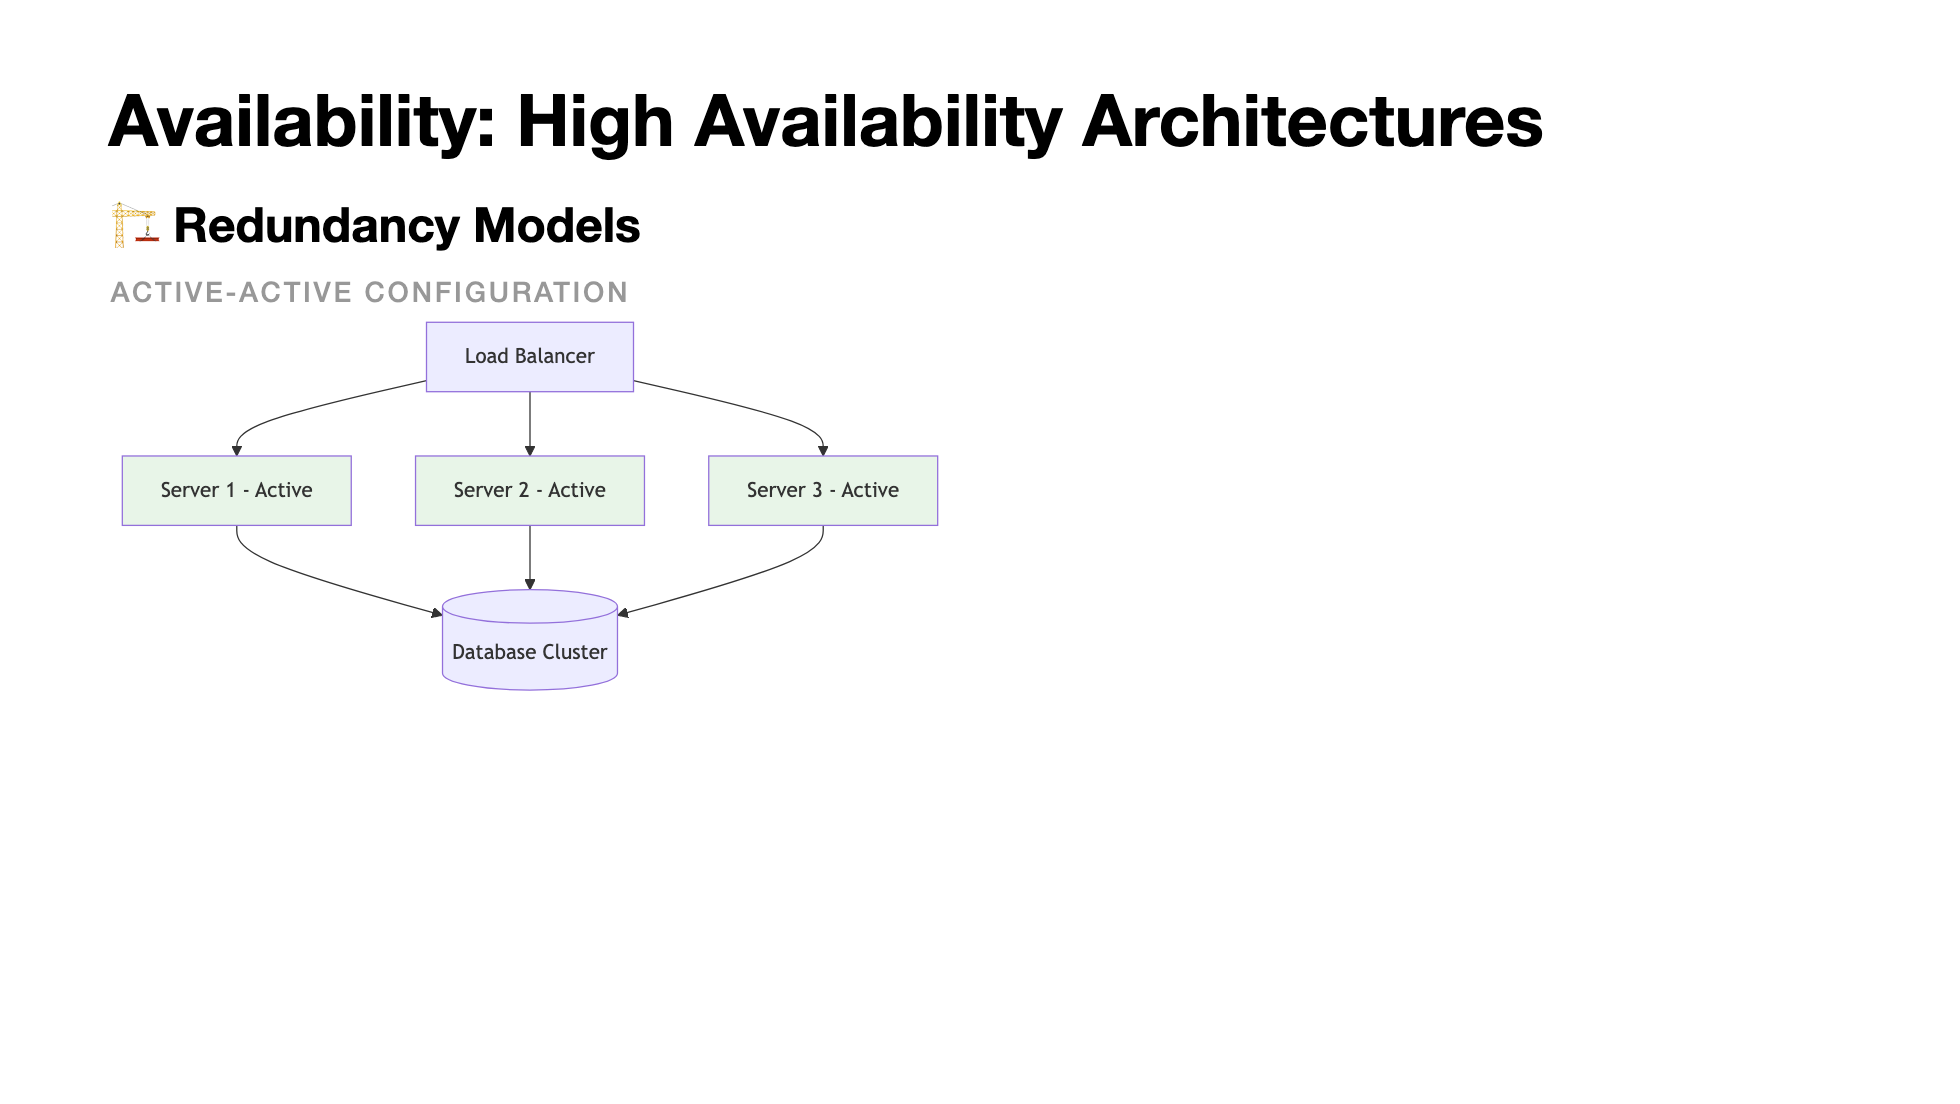 Availability: High Availability Architectures
Redundancy Models
ACTIVE-ACTIVE CONFIGURATION
Load Balancer
Server 1 - Active
Server 2 - Active
Server 3 - Active
Database Cluster